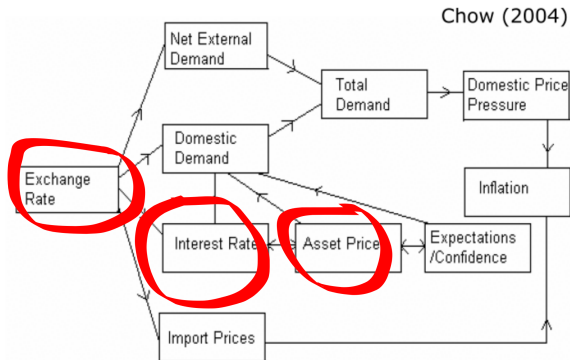 Chow (2004)
Net External
Demand
Total
Demand
Domestic Price
Pressure
Domestic
Demand
Exchange
Rate
Inflation
Interest Rate
Asset Price
Expectations
/Confidence
Import Prices